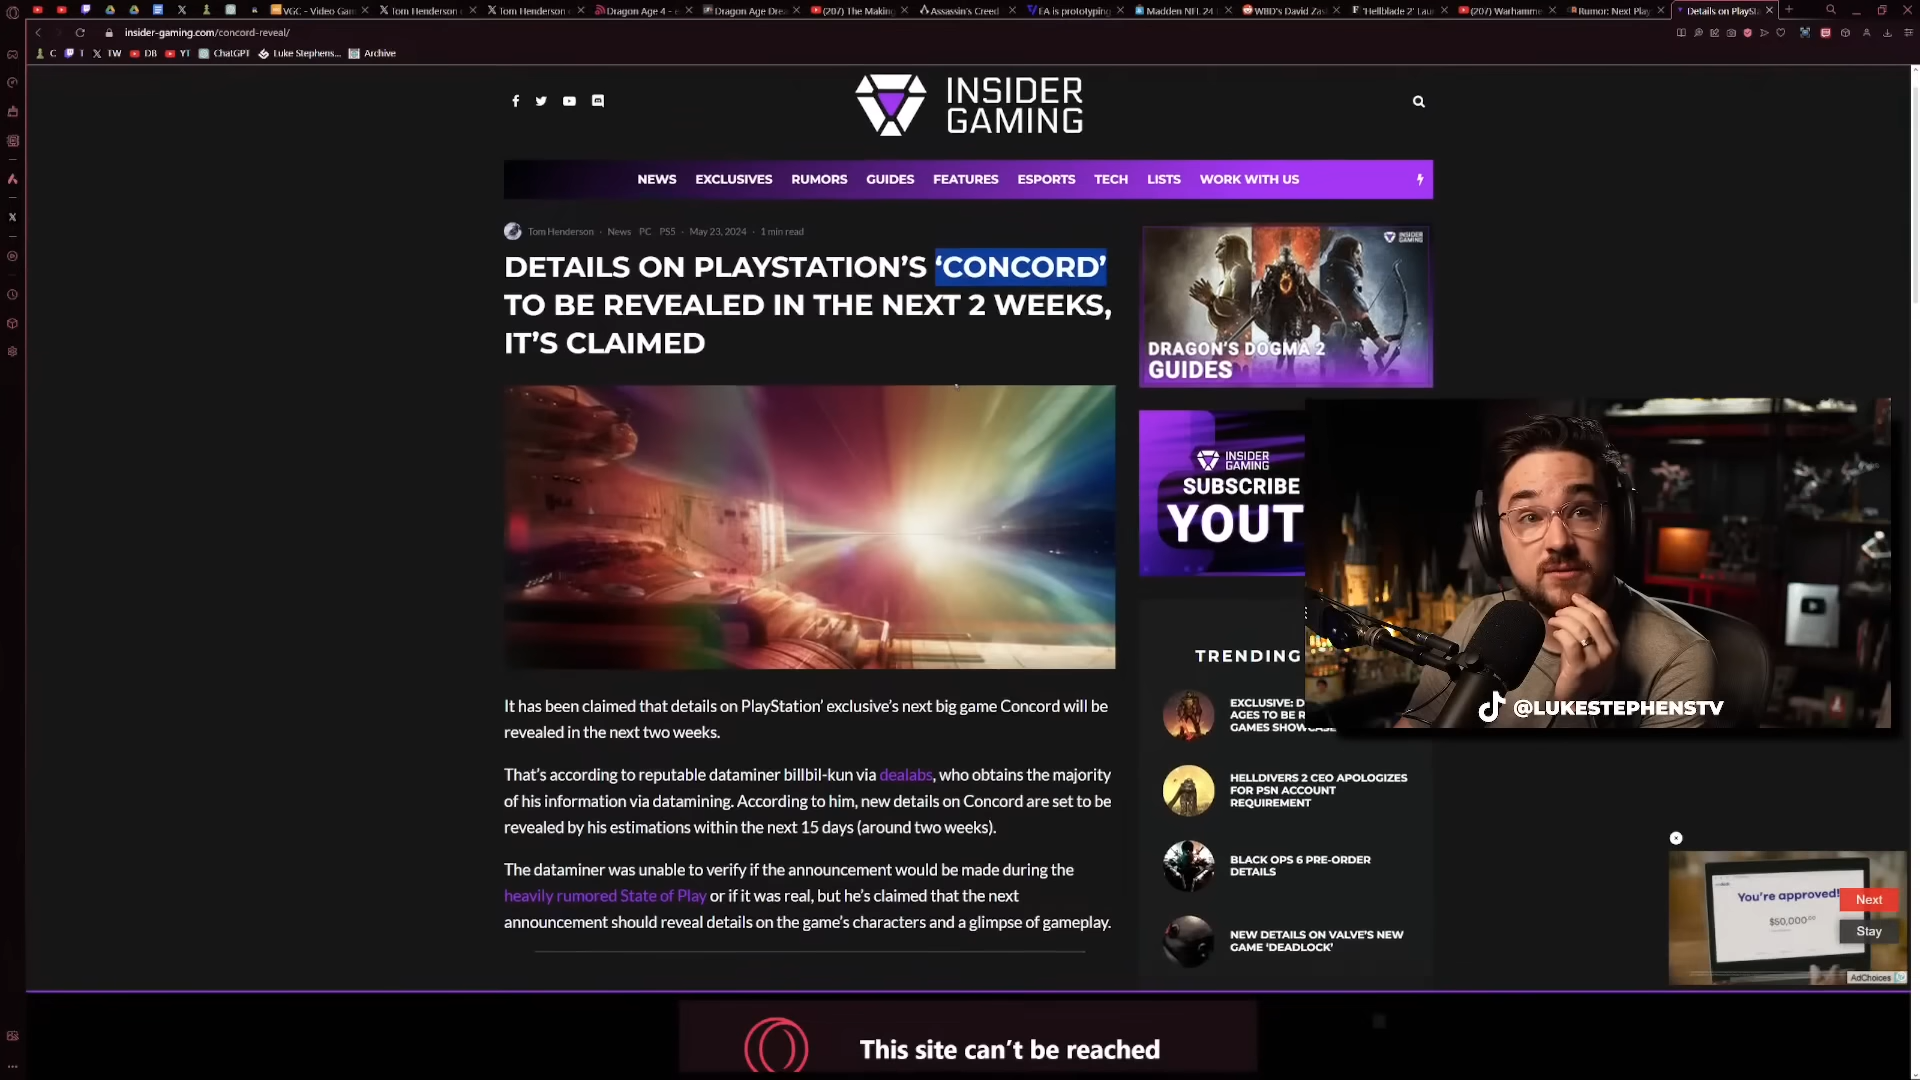 VGC - Video Gam
Tom Henderson
Tom Henderson
Dragon Age 4 - e
Dragon Age Drea
(207) The Making
Assassin's Creed
EA is prototyping
Madden NFL 24
WBD's David Zas
'Hellblade 2' Lau
(207) Warhamme
Rumor: Next Play
Details on PlaySt
insider-gaming.com/concord-reveal/
C
T
TW
DB
YT
ChatGPT
Luke Stephens...
Archive
INSIDER
GAMING
NEWS EXCLUSIVES RUMORS GUIDES FEATURES ESPORTS TECH LISTS WORK WITH US
Tom Henderson · News PC PS5 · May 23, 2024 · 1 min read
DETAILS ON PLAYSTATION'S 'CONCORD'
TO BE REVEALED IN THE NEXT 2 WEEKS,
IT'S CLAIMED
It has been claimed that details on PlayStation' exclusive's next big game Concord will be
revealed in the next two weeks.
That's according to reputable dataminer billbil-kun via dealabs, who obtains the majority
of his information via datamining. According to him, new details on Concord are set to be
revealed by his estimations within the next 15 days (around two weeks).
The dataminer was unable to verify if the announcement would be made during the
heavily rumored State of Play or if it was real, but he's claimed that the next
announcement should reveal details on the game's characters and a glimpse of gameplay.
INSIDER
GAMING
DRAGON'S DOGMA 2
GUIDES
INSIDER
GAMING
SUBSCRIBE
YOUT
TRENDING
EXCLUSIVE: D
AGES TO BE R
GAMES SHOWCASE
HELLDIVERS 2 CEO APOLOGIZES
FOR PSN ACCOUNT
REQUIREMENT
BLACK OPS 6 PRE-ORDER
DETAILS
NEW DETAILS ON VALVE'S NEW
GAME 'DEADLOCK'
@LUKESTEPHENSTV
You're approved!
$50,000
Next
Stay
AdChoices
This site can't be reached